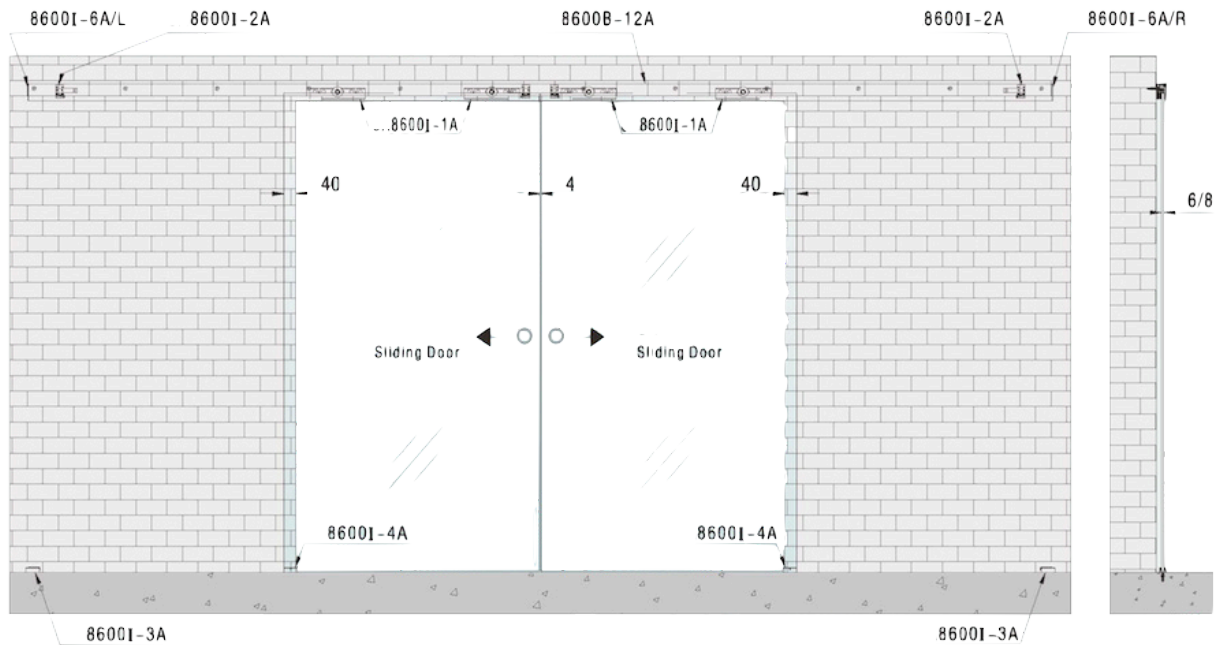 8600I-6A/L 8600I-2A 8600B-12A 8600I-2A 8600I-6A/R
8600I-1A 8600I-1A
40 4 40 6/8
Sliding Door Sliding Door
8600I-4A 8600I-4A
8600I-3A 8600I-3A